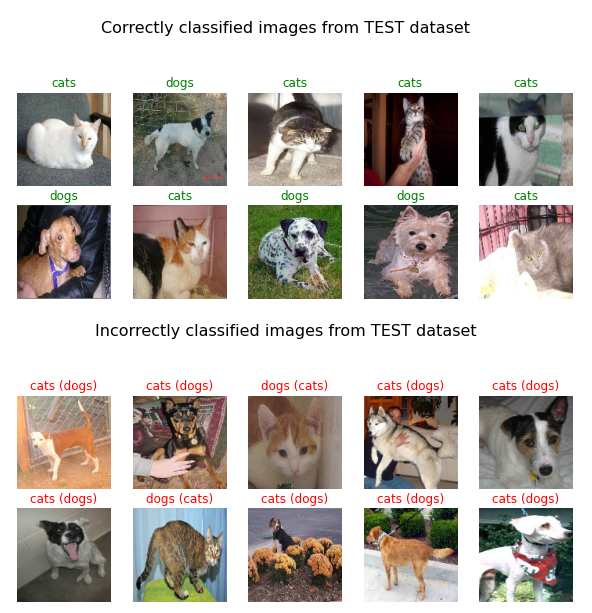 Correctly classified images from TEST dataset
cats dogs cats cats cats
dogs cats dogs dogs cats
Incorrectly classified images from TEST dataset
cats (dogs) cats (dogs) dogs (cats) cats (dogs) cats (dogs)
cats (dogs) dogs (cats) cats (dogs) cats (dogs) cats (dogs)